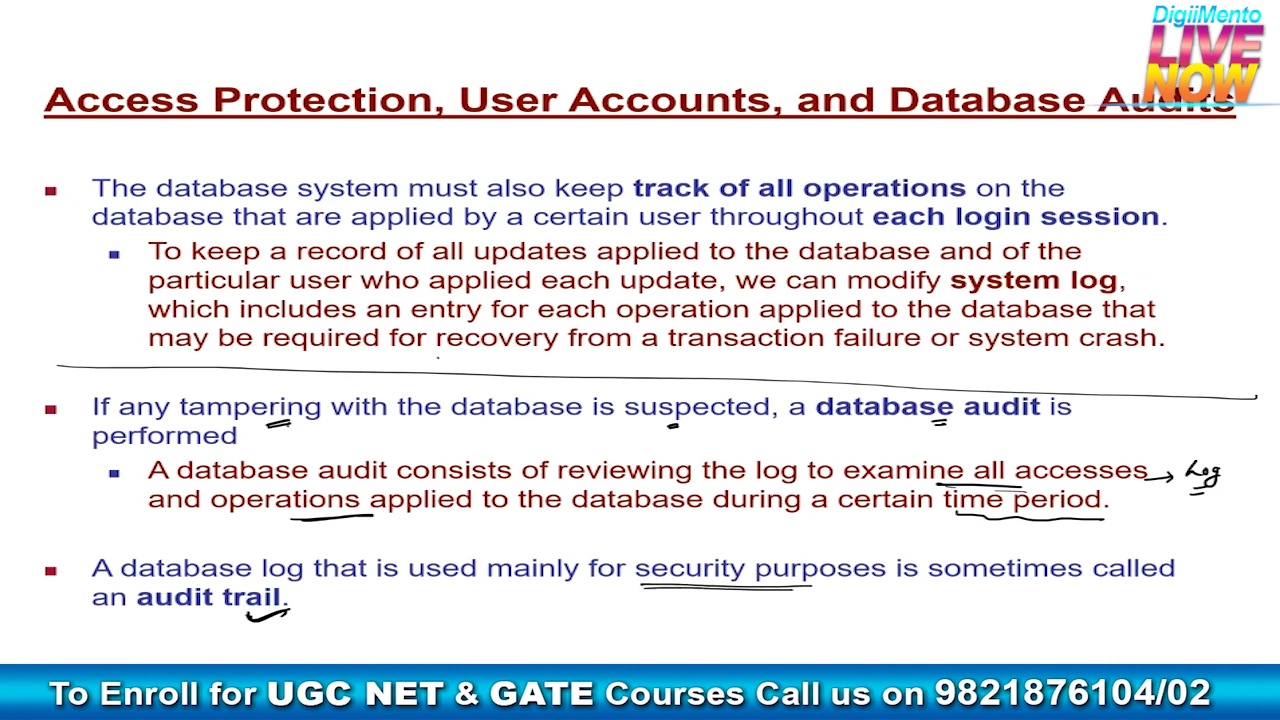 DigiiMento
LIVE
NOW
Access Protection, User Accounts, and Database Audits
The database system must also keep track of all operations on the
database that are applied by a certain user throughout each login session.
To keep a record of all updates applied to the database and of the
particular user who applied each update, we can modify system log,
which includes an entry for each operation applied to the database that
may be required for recovery from a transaction failure or system crash.
If any tampering with the database is suspected, a database audit is
performed
A database audit consists of reviewing the log to examine all accesses → Log
and operations applied to the database during a certain time period.
A database log that is used mainly for security purposes is sometimes called
an audit trail.
To Enroll for UGC NET & GATE Courses Call us on 9821876104/02